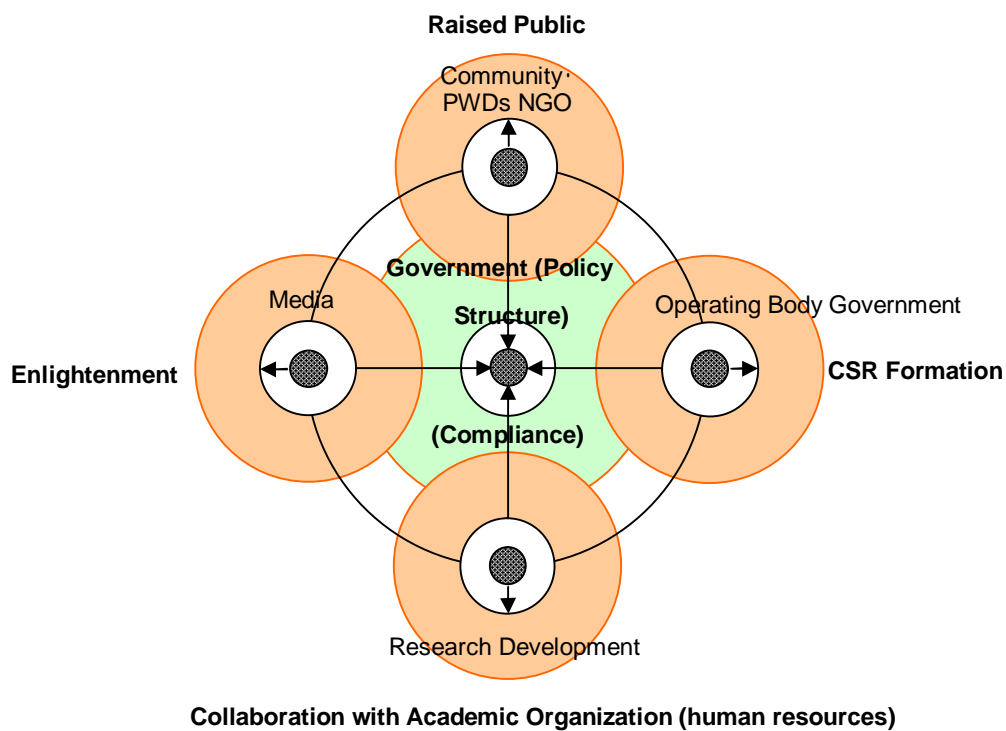 Raised Public
Community·
PWDs NGO
Government (Policy
Structure)
Media
Operating Body Government
Enlightenment
CSR Formation
(Compliance)
Research Development
Collaboration with Academic Organization (human resources)